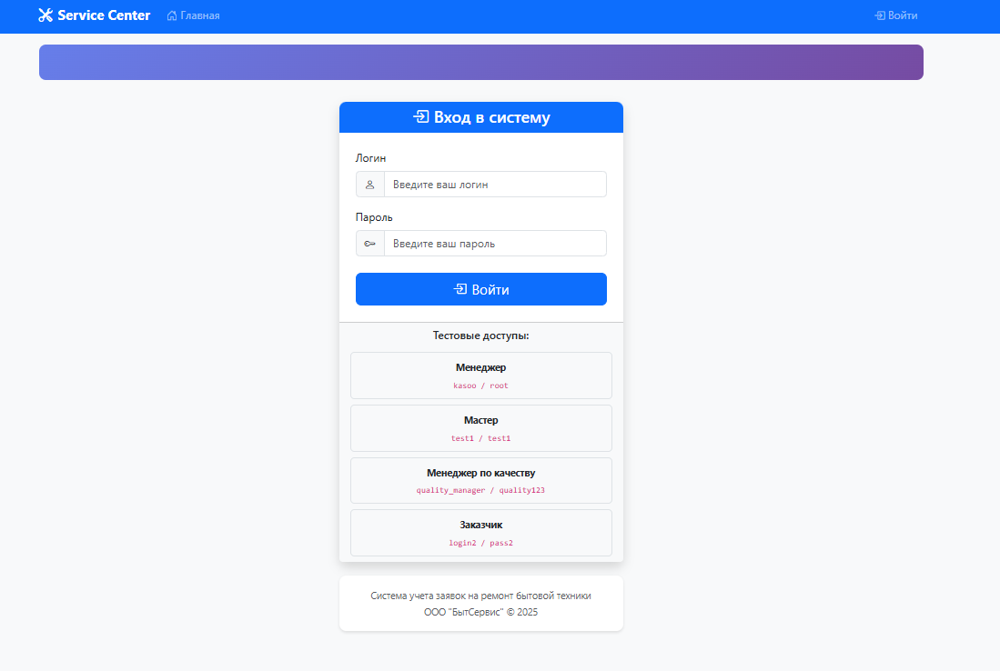 Service Center Главная Войти
Вход в систему
Логин
Введите ваш логин
Пароль
Введите ваш пароль
Войти
Тестовые доступы:
Менеджер
kasoo / root
Мастер
test1 / test1
Менеджер по качеству
quality_manager / quality123
Заказчик
login2 / pass2
Система учета заявок на ремонт бытовой техники
ООО "БытСервис" © 2025